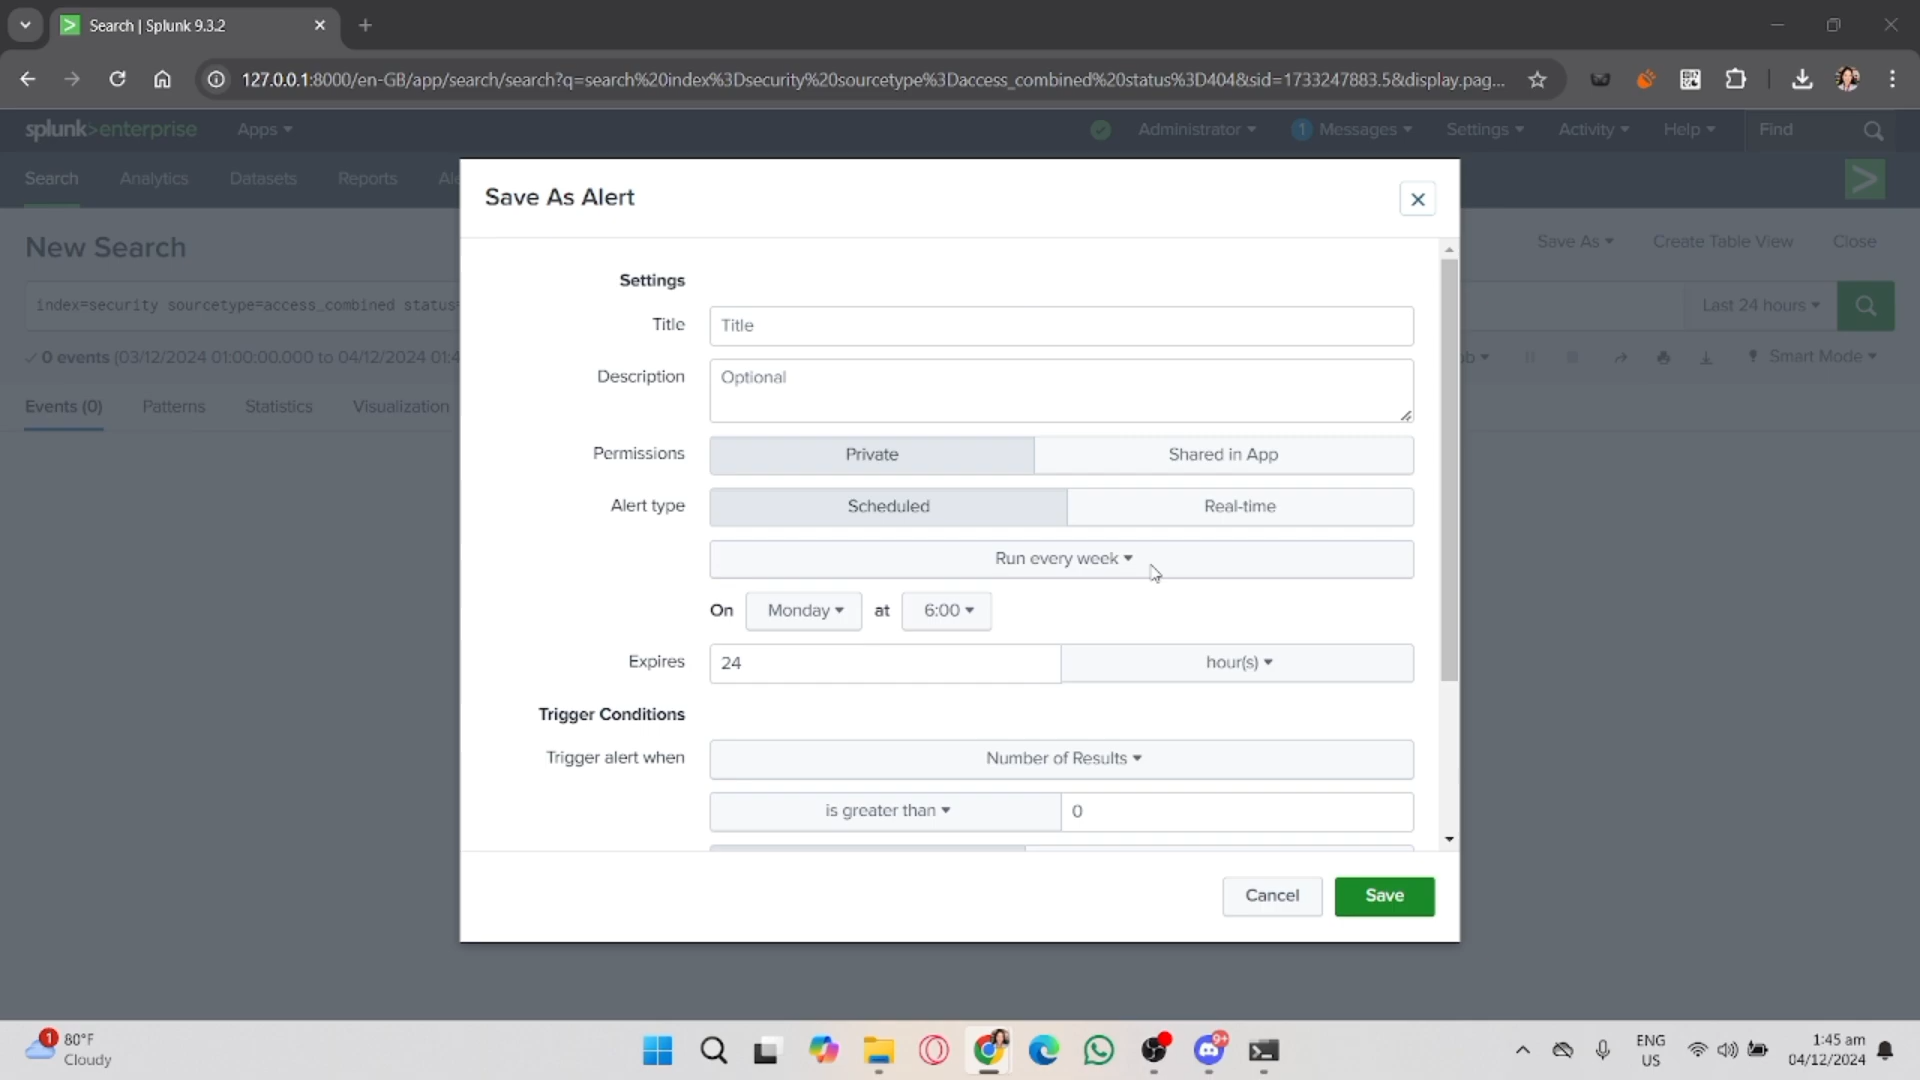 Search | Splunk 9.3.2
127.0.0.1:8000/en-GB/app/search/search?q=search%20index%3Dsecurity%20sourcetype%3Daccess_combined%20status%3D404&sid=1733247883.5&display.pag...
splunk>enterprise Apps Administrator 1 Messages Settings Activity Help Find
Search Analytics Datasets Reports Ale
Save As Alert
New Search
Save As Create Table View Close
Settings
index=security sourcetype=access_combined status=
Last 24 hours
Title Title
0 events (03/12/2024 01:00:00.000 to 04/12/2024 01:4
Smart Mode
Description Optional
Events (0) Patterns Statistics Visualization
Permissions Private Shared in App
Alert type Scheduled Real-time
Run every week
On Monday at 6:00
Expires 24 hour(s)
Trigger Conditions
Trigger alert when Number of Results
is greater than 0
Cancel Save
1 80°F
Cloudy
9+
ENG
US
1:45 am
04/12/2024